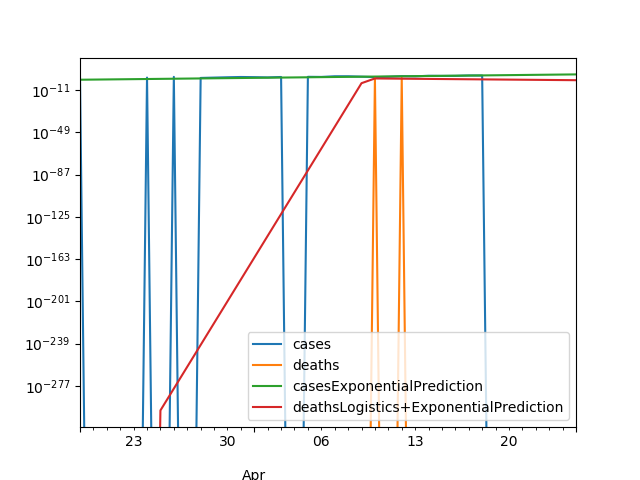 10⁻¹¹
10⁻⁴⁹
10⁻⁸⁷
10⁻¹²⁵
10⁻¹⁶³
10⁻²⁰¹
10⁻²³⁹
10⁻²⁷⁷
cases
deaths
casesExponentialPrediction
deathsLogistics+ExponentialPrediction
23 30 06 13 20
Apr